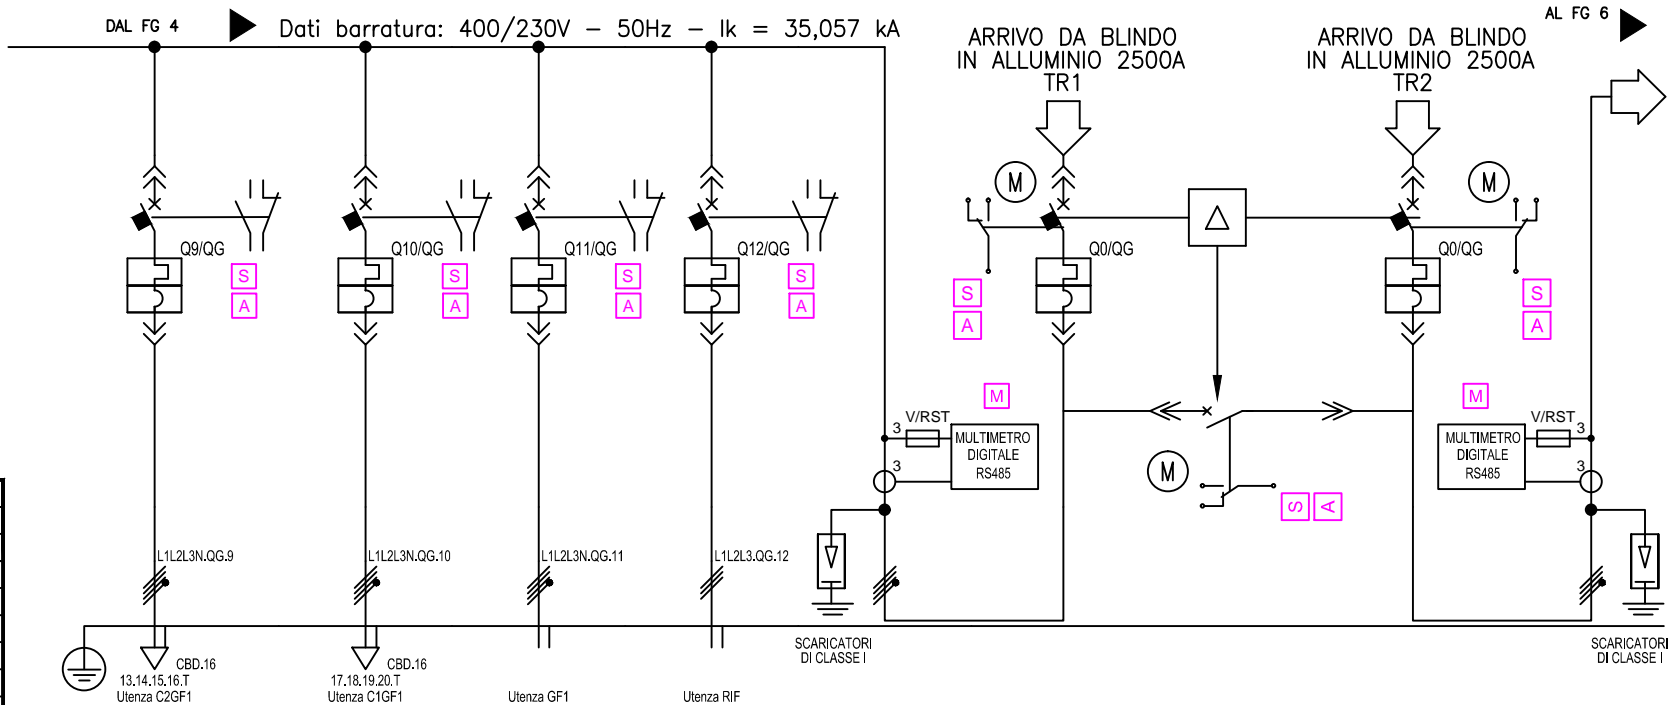 DAL FG 4
Dati barratura: 400/230V – 50Hz – Ik = 35,057 kA
AL FG 6
ARRIVO DA BLINDO
IN ALLUMINIO 2500A
TR1
ARRIVO DA BLINDO
IN ALLUMINIO 2500A
TR2
M
M
Q9/QG
Q10/QG
Q11/QG
Q12/QG
Q0/QG
Q0/QG
S
A
S
A
S
A
S
A
S
A
S
A
M
M
V/RST
3
MULTIMETRO
DIGITALE
RS485
3
V/RST
3
MULTIMETRO
DIGITALE
RS485
3
M
S
A
L1L2L3N.QG.9
L1L2L3N.QG.10
L1L2L3N.QG.11
L1L2L3.QG.12
SCARICATORI
DI CLASSE I
SCARICATORI
DI CLASSE I
CBD.16
13.14.15.16.T
Utenza C2GF1
CBD.16
17.18.19.20.T
Utenza C1GF1
Utenza GF1
Utenza RIF